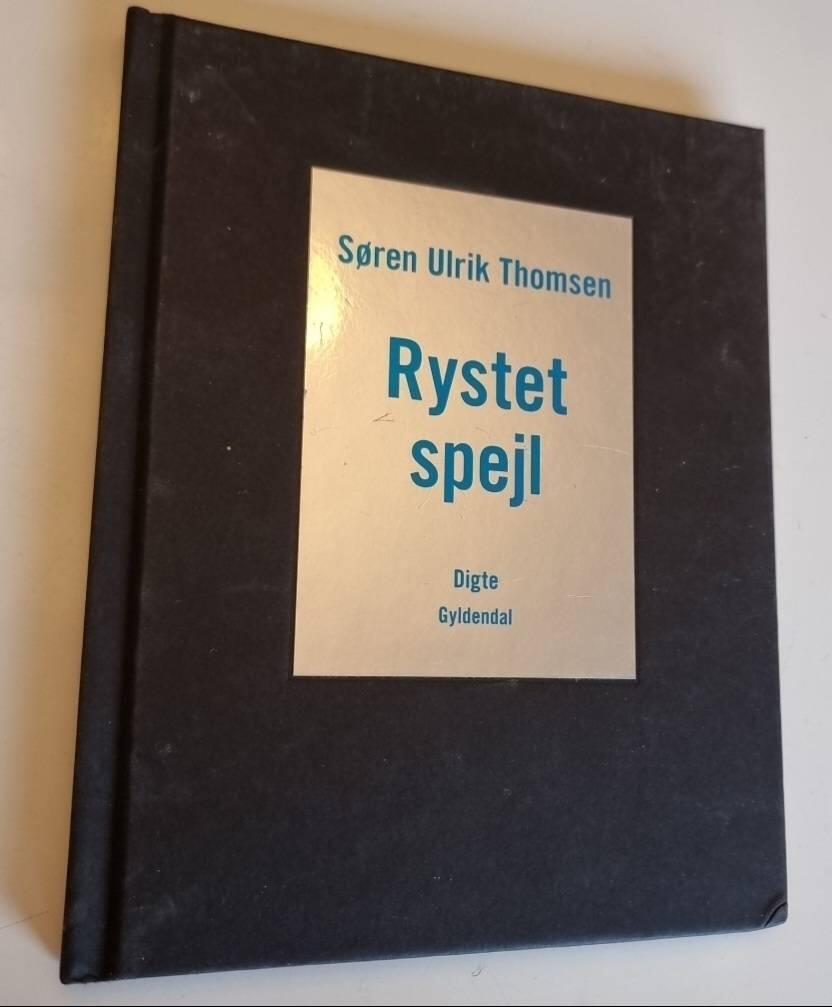 Søren Ulrik Thomsen
Rystet
spejl
Digte
Gyldendal